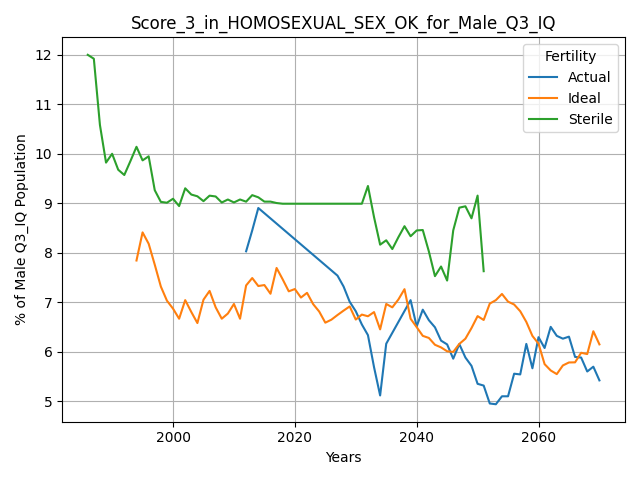 Score_3_in_HOMOSEXUAL_SEX_OK_for_Male_Q3_IQ
% of Male Q3_IQ Population
12
11
10
9
8
7
6
5
Fertility
Actual
Ideal
Sterile
2000
2020
2040
2060
Years